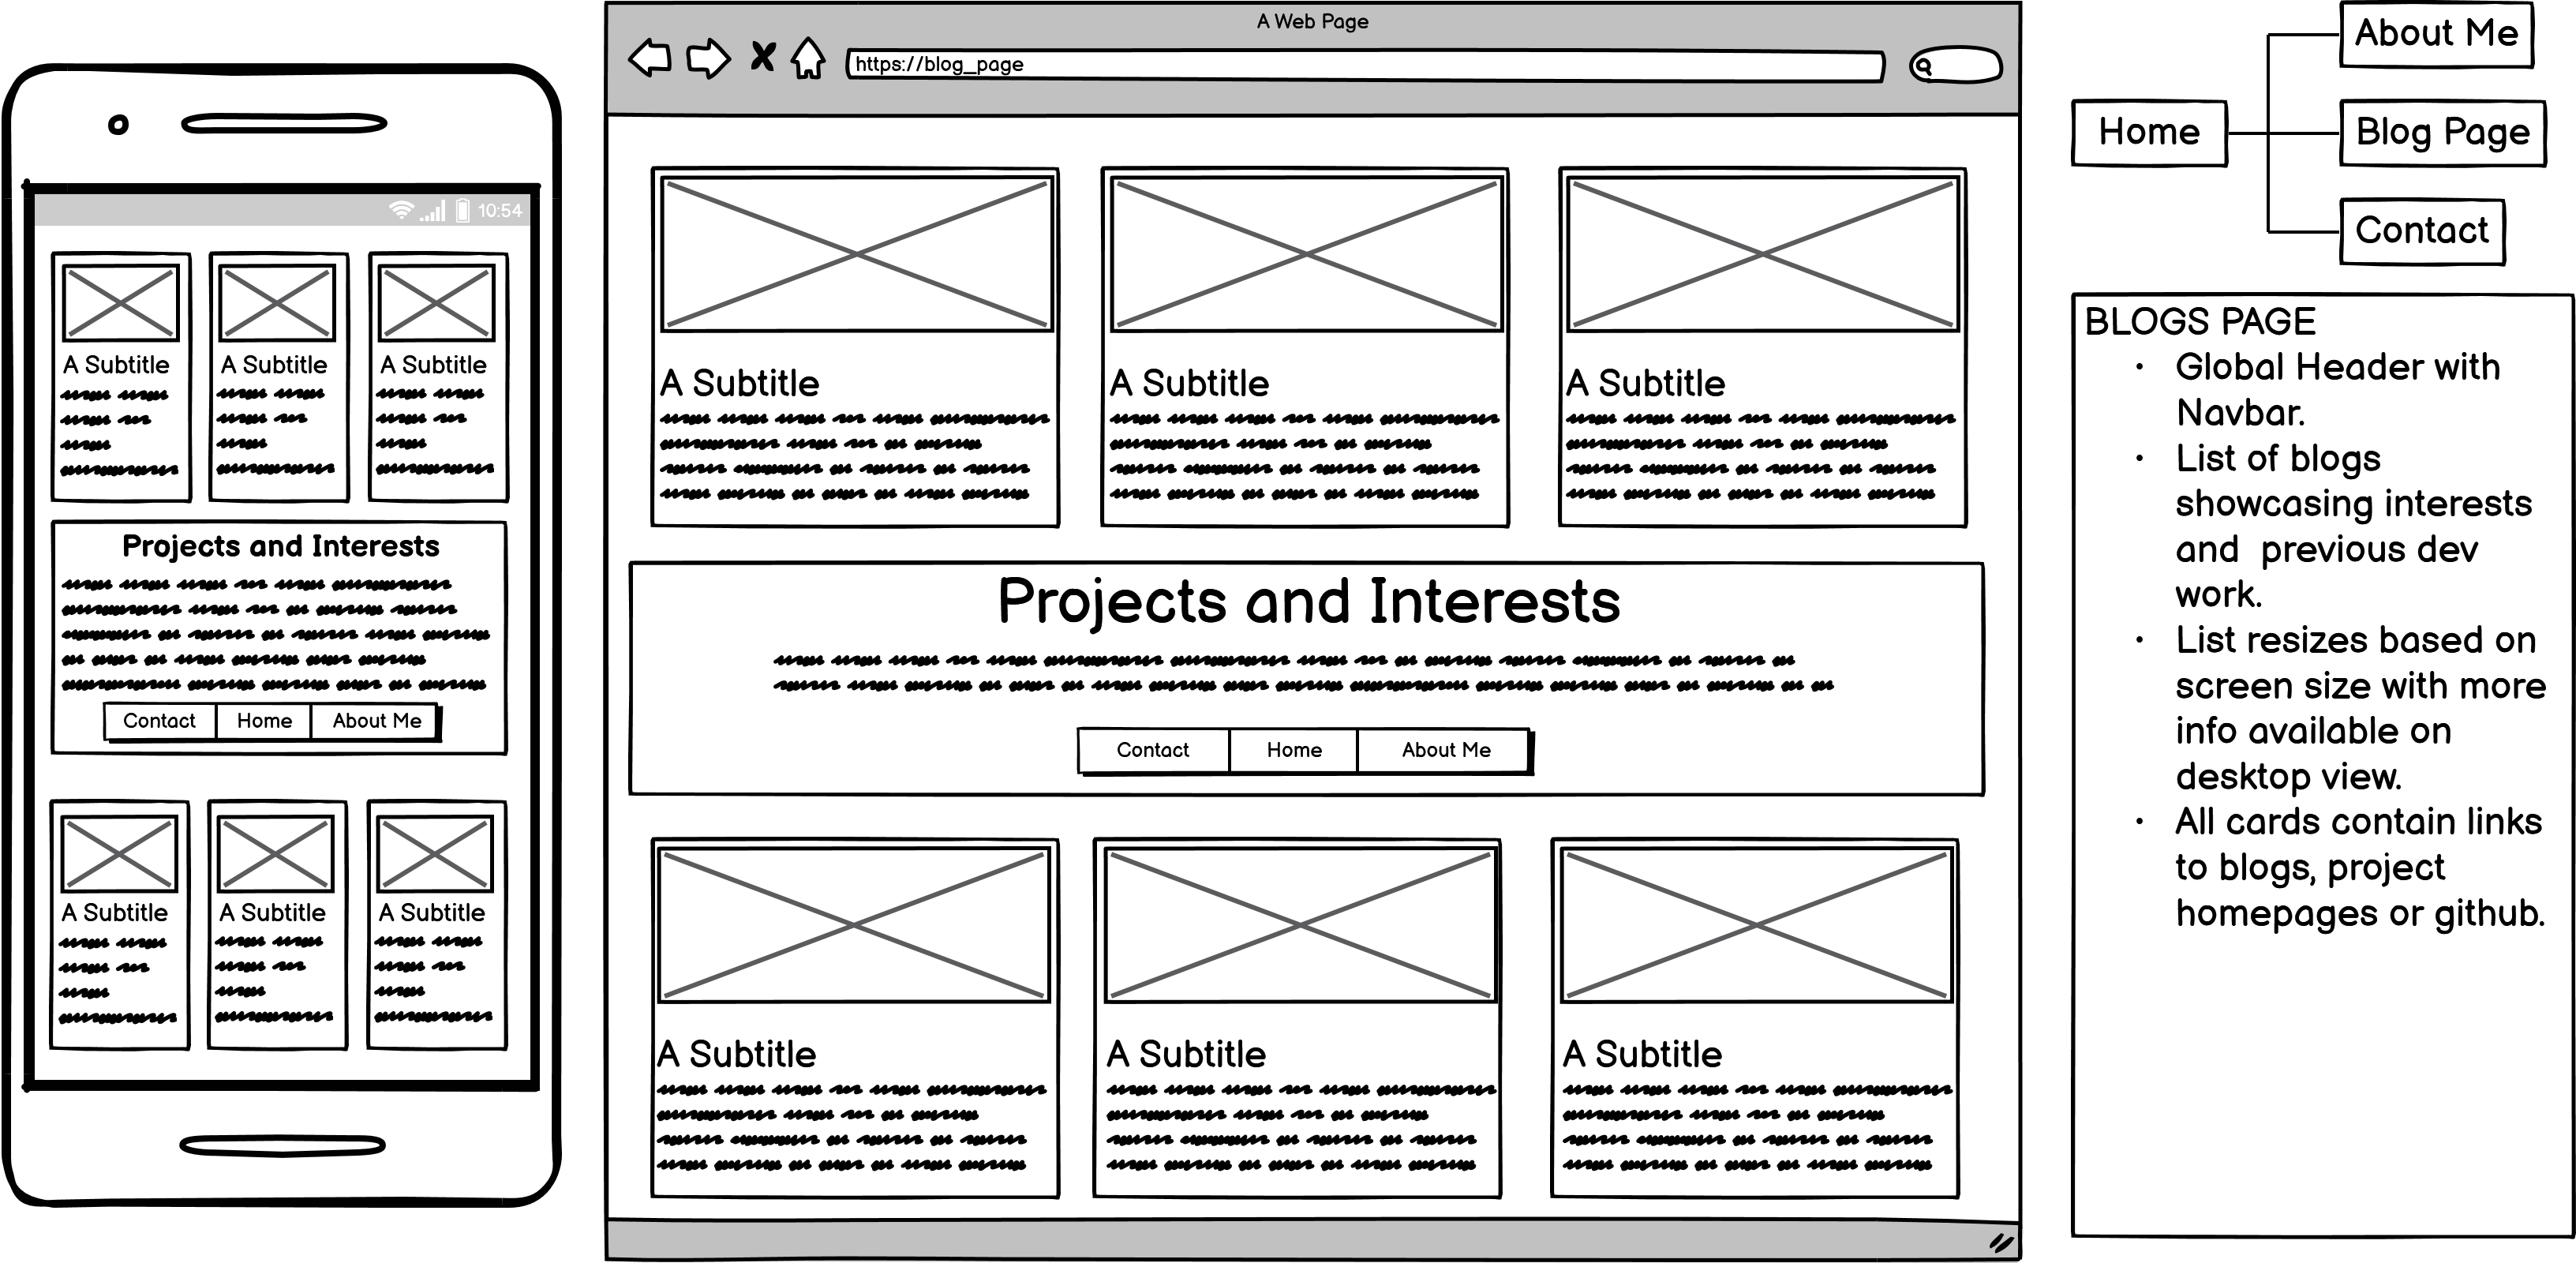 10:54
A Subtitle A Subtitle A Subtitle
Projects and Interests
Contact Home About Me
A Subtitle A Subtitle A Subtitle
A Web Page
https://blog_page
A Subtitle A Subtitle A Subtitle
Projects and Interests
Contact Home About Me
A Subtitle A Subtitle A Subtitle
About Me
Home
Blog Page
Contact
BLOGS PAGE
• Global Header with
Navbar.
• List of blogs
showcasing interests
and  previous dev
work.
• List resizes based on
screen size with more
info available on
desktop view.
• All cards contain links
to blogs, project
homepages or github.